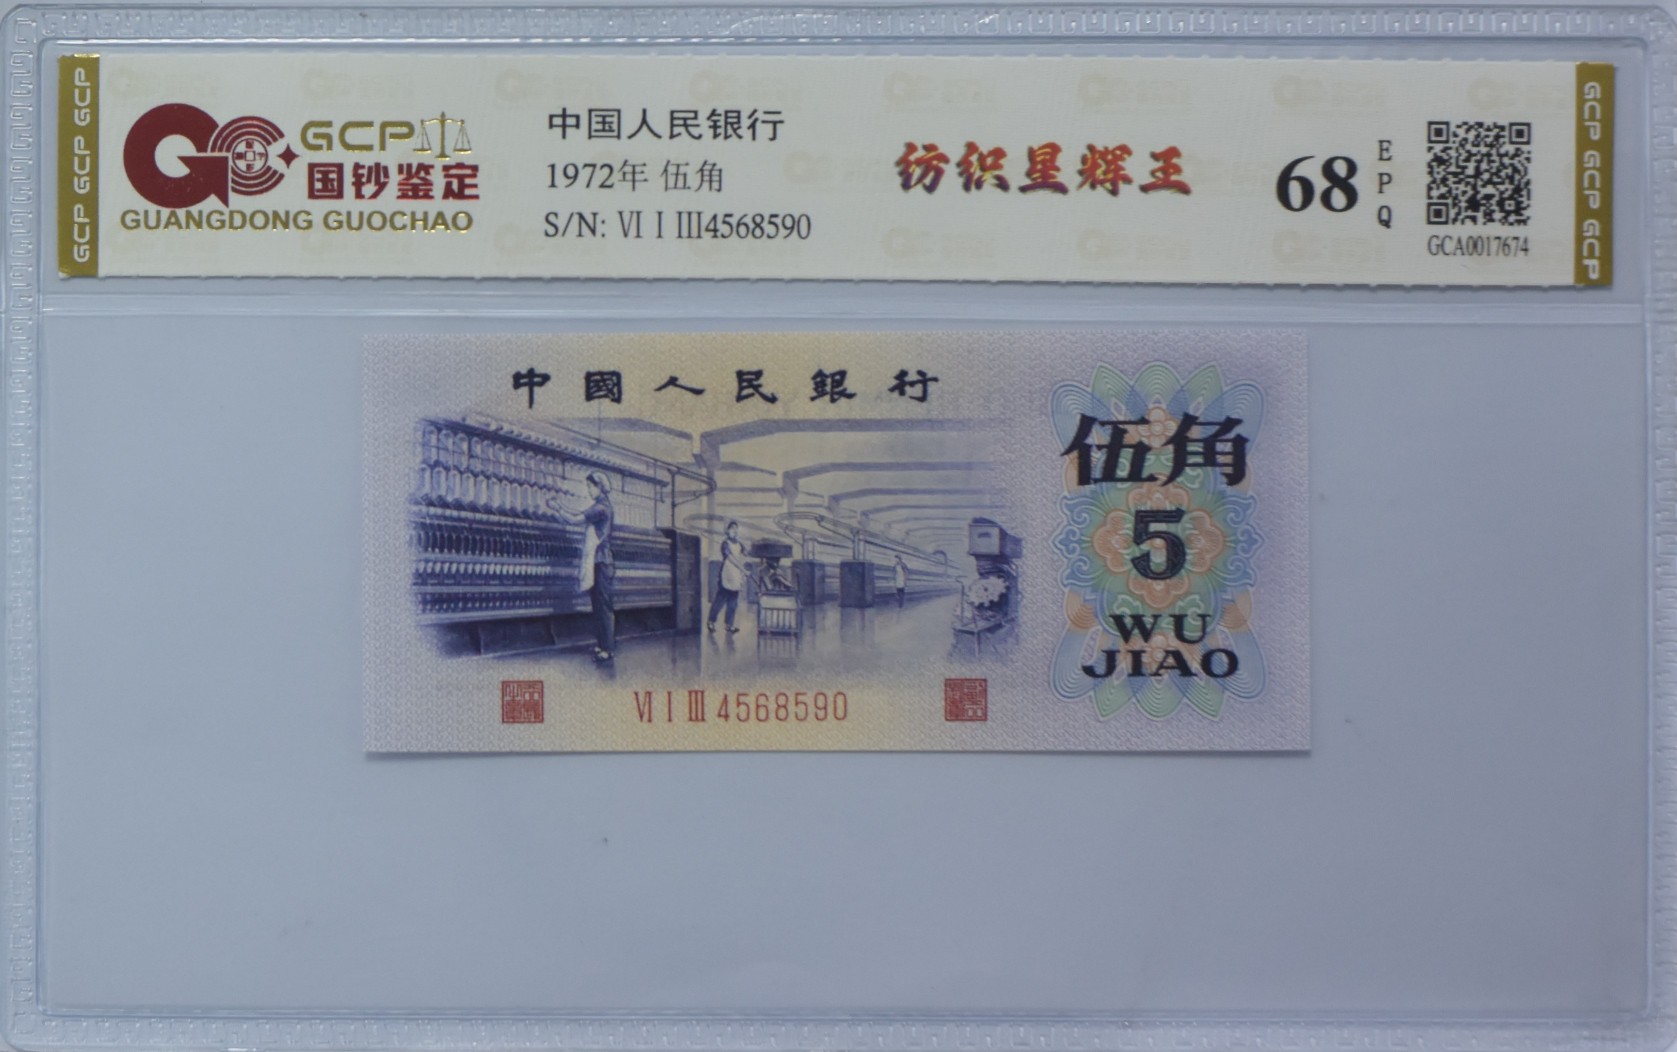 GCP GCP GCP
GCP
国钞鉴定
GUANGDONG GUOCHAO
中国人民银行
1972年 伍角
S/N: Ⅵ Ⅰ Ⅲ4568590
纺织星辉王
68
E
P
Q
GCA0017674
GCP GCP GCP
中國人民銀行
伍角
5
WU
JIAO
Ⅵ Ⅰ Ⅲ 4568590